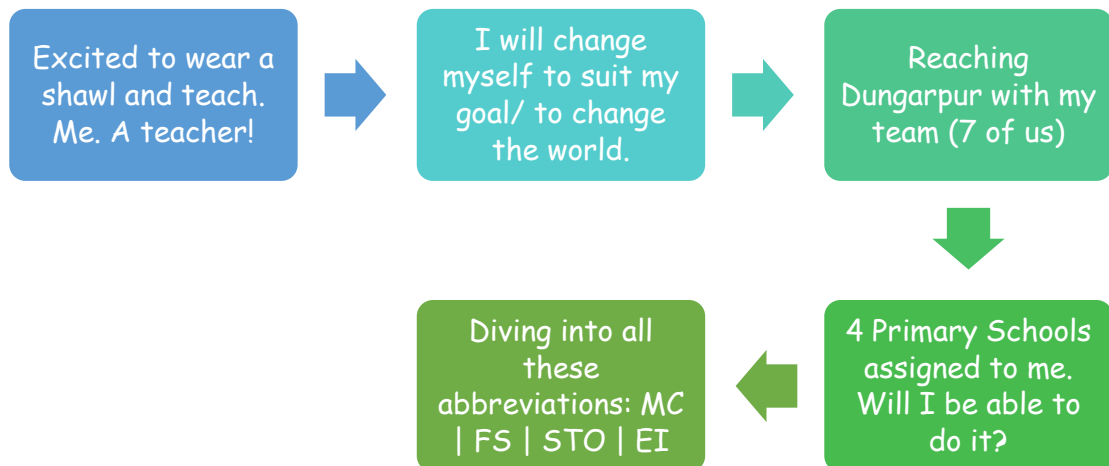 Excited to wear a
shawl and teach.
Me. A teacher!
I will change
myself to suit my
goal/ to change
the world.
Reaching
Dungarpur with my
team (7 of us)
4 Primary Schools
assigned to me.
Will I be able to
do it?
Diving into all
these
abbreviations: MC
| FS | STO | EI